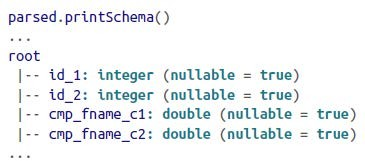 parsed.printSchema()
...
root
 |-- id_1: integer (nullable = true)
 |-- id_2: integer (nullable = true)
 |-- cmp_fname_c1: double (nullable = true)
 |-- cmp_fname_c2: double (nullable = true)
...